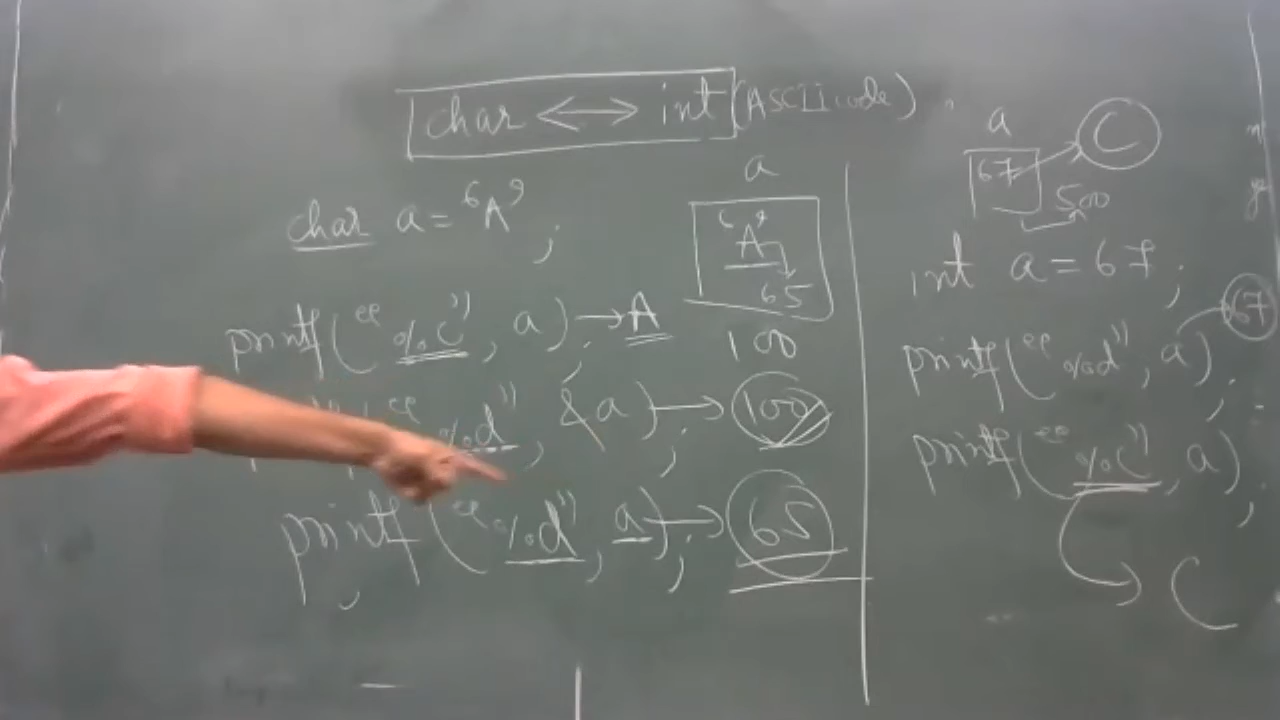 char ⟷ int (ASCII code)
char a = 'A';
a
'A'
65
100
printf("%c", a); → A
"%d", &a); → 100
printf("%d", a); → 65
a
67 → C
500
int a = 67;
printf("%d", a); 67
printf("%c", a);
C